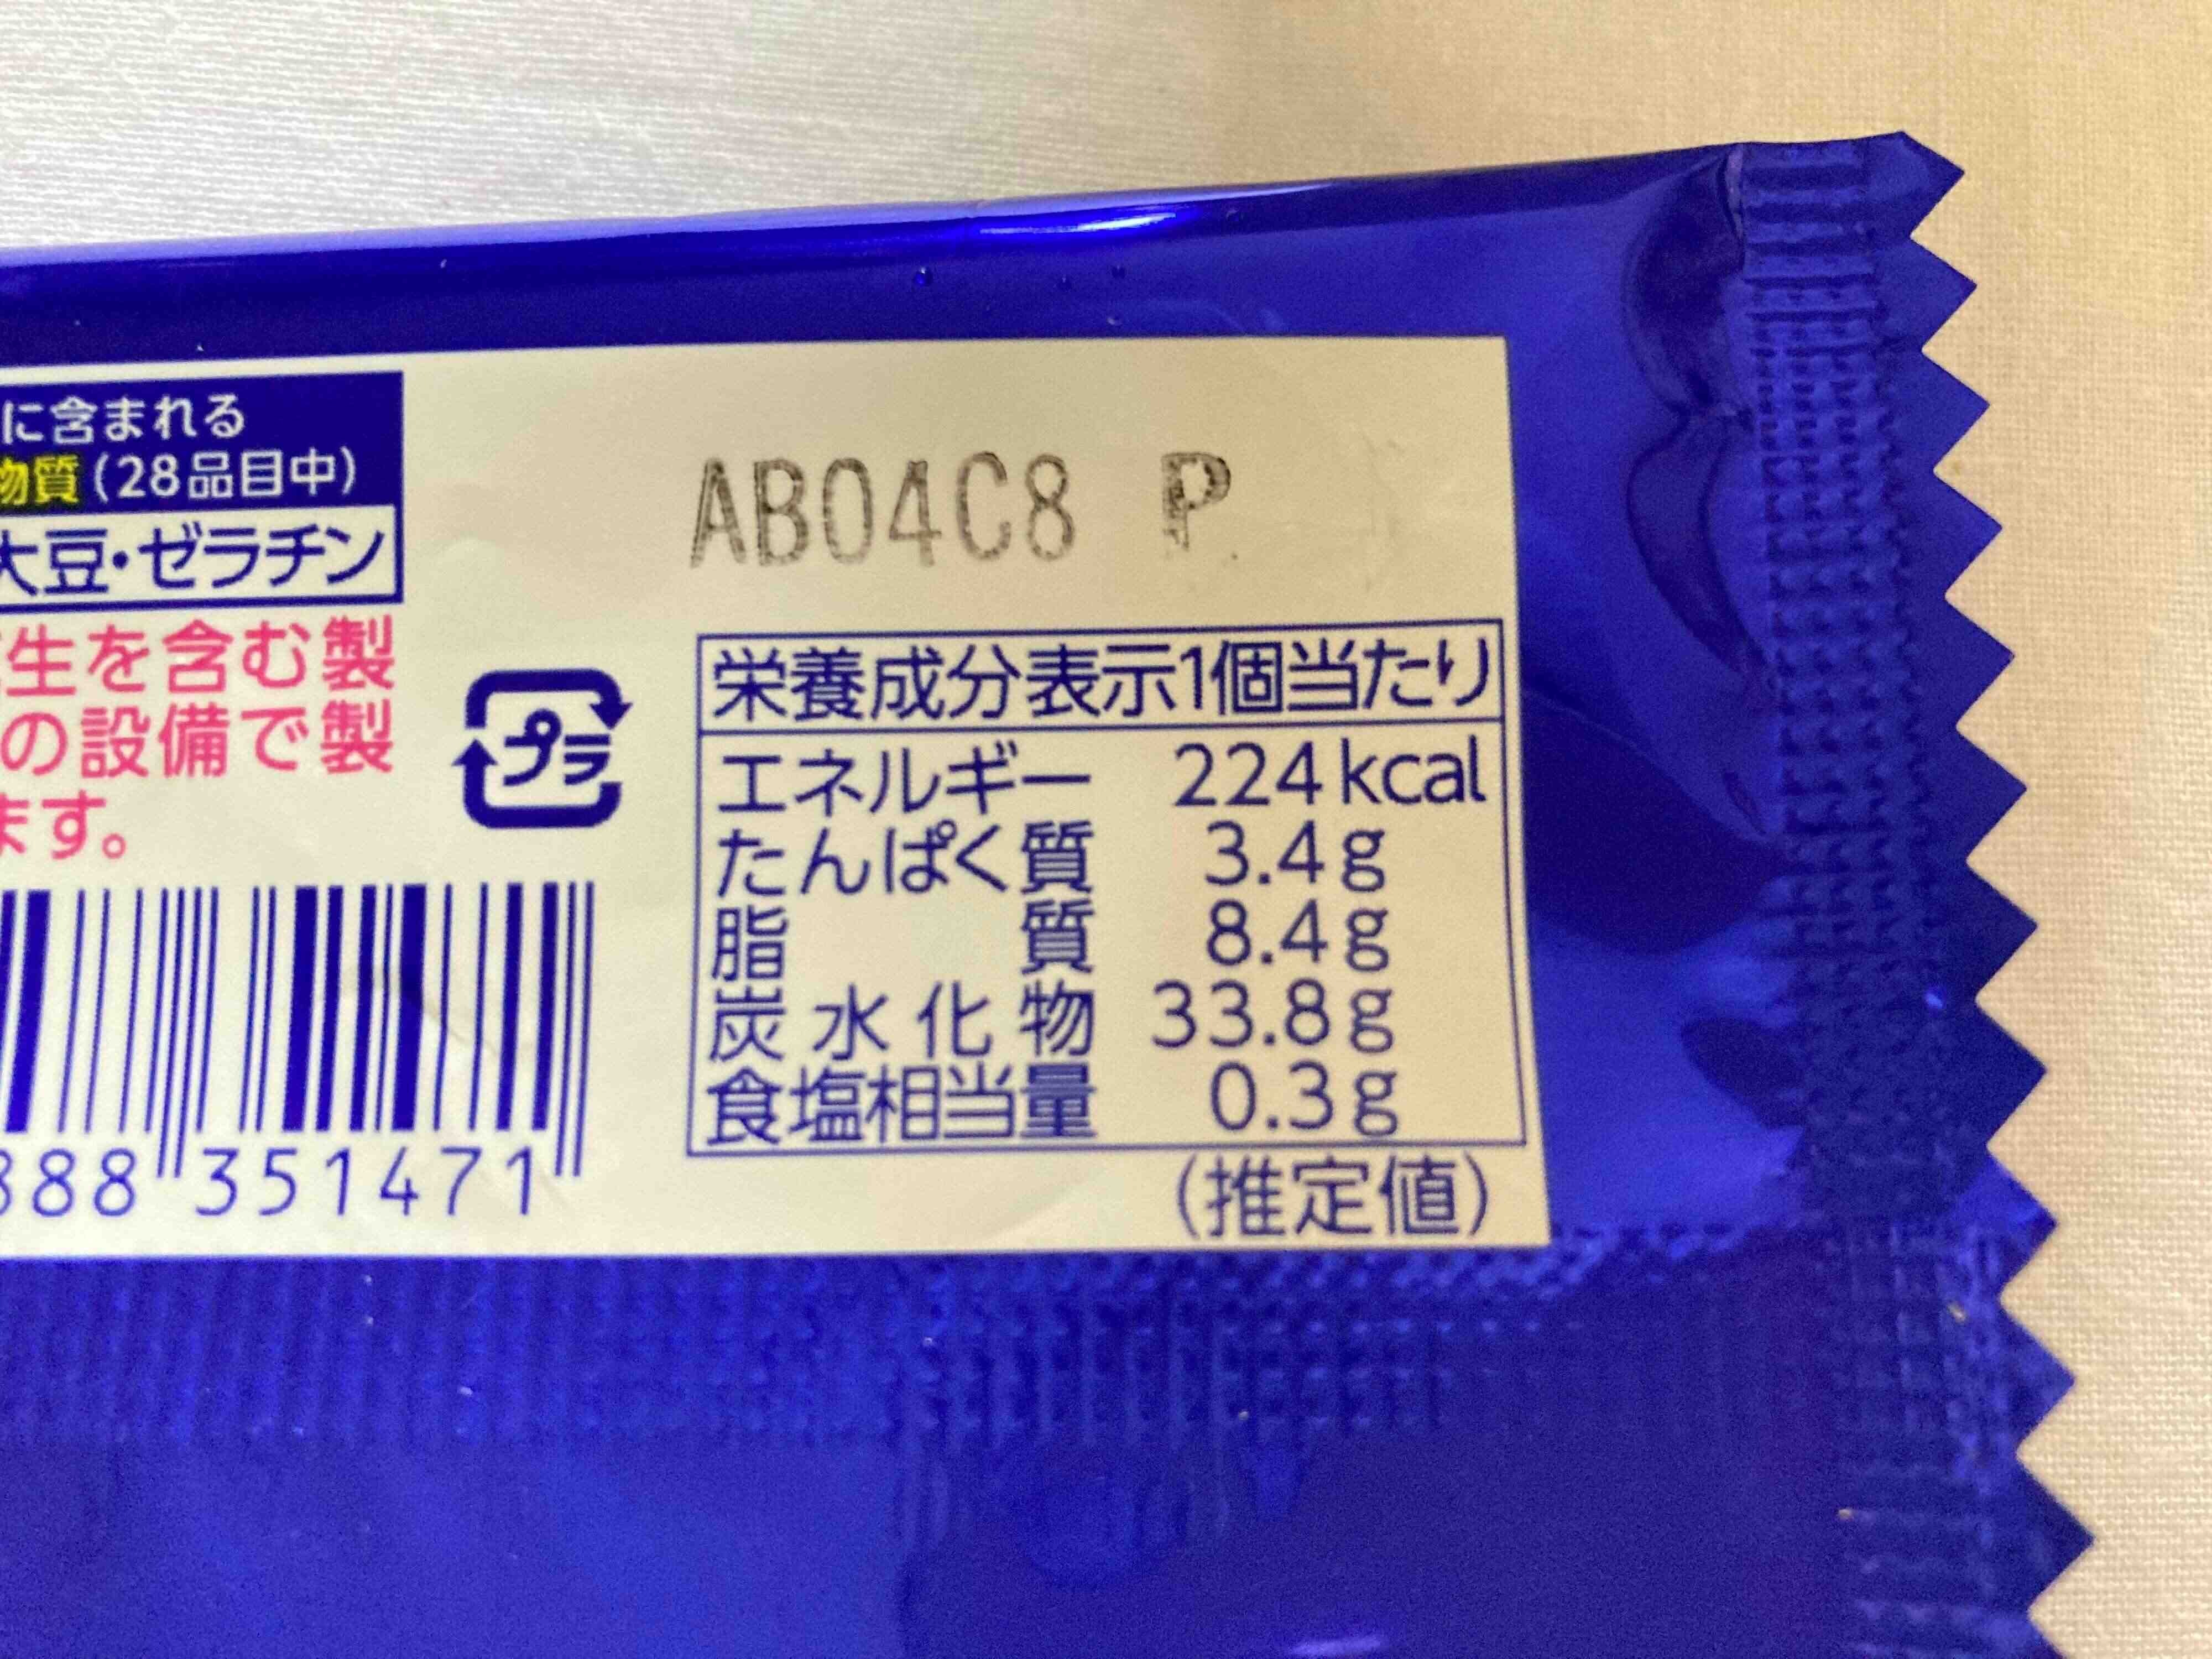 に含まれる
物質(28品目中)
大豆・ゼラチン
生を含む製
の設備で製
ます。
AB04C8 P
プラ
栄養成分表示1個当たり
エネルギー 224kcal
たんぱく質 3.4g
脂質 8.4g
炭水化物 33.8g
食塩相当量 0.3g
(推定値)
888 351471